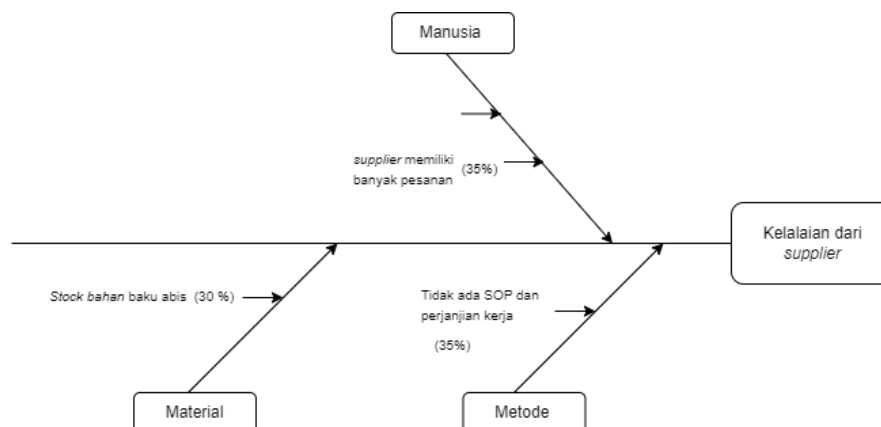 Manusia
supplier memiliki
banyak pesanan
(35%)
Kelalaian dari
supplier
Stock bahan baku abis (30 %)
Tidak ada SOP dan
perjanjian kerja
(35%)
Material
Metode